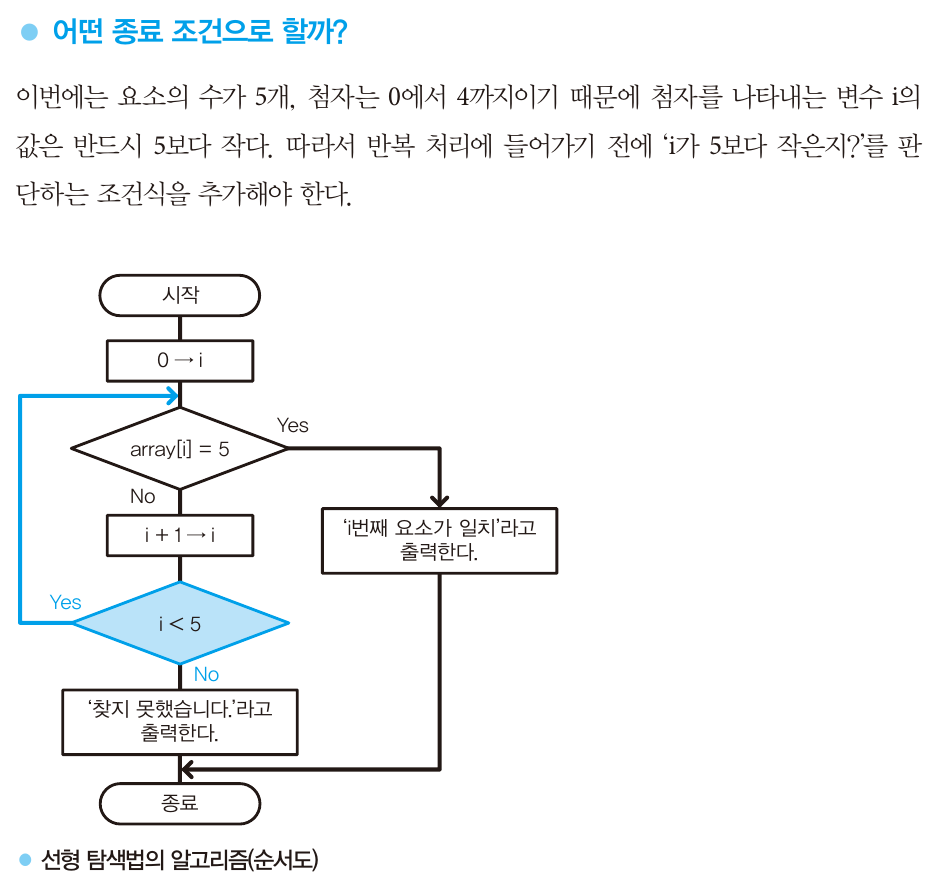 어떤 종료 조건으로 할까?
이번에는 요소의 수가 5개, 첨자는 0에서 4까지이기 때문에 첨자를 나타내는 변수 i의
값은 반드시 5보다 작다. 따라서 반복 처리에 들어가기 전에 ‘i가 5보다 작은지?’를 판
단하는 조건식을 추가해야 한다.
시작
0 → i
array[i] = 5
Yes
No
i + 1 → i
‘i번째 요소가 일치’라고
출력한다.
i < 5
Yes
No
‘찾지 못했습니다.’라고
출력한다.
종료
선형 탐색법의 알고리즘(순서도)